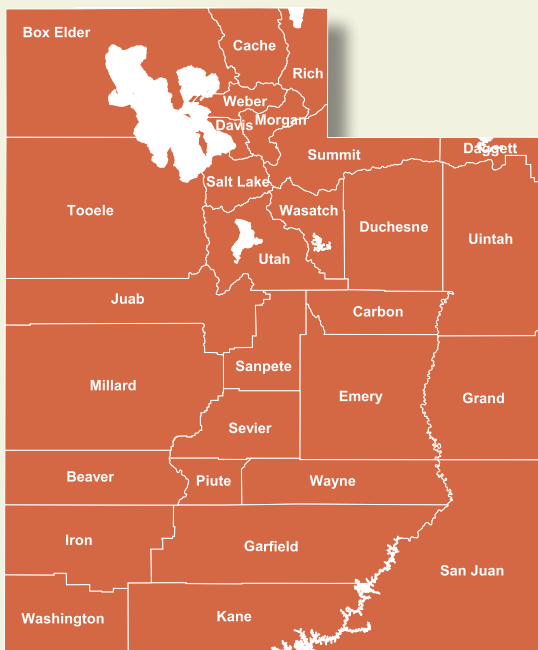 Box Elder
Cache
Rich
Weber
Morgan
Davis
Daggett
Summit
Salt Lake
Tooele
Wasatch
Duchesne
Uintah
Utah
Juab
Carbon
Sanpete
Millard
Emery
Grand
Sevier
Beaver
Piute
Wayne
Iron
Garfield
San Juan
Washington
Kane